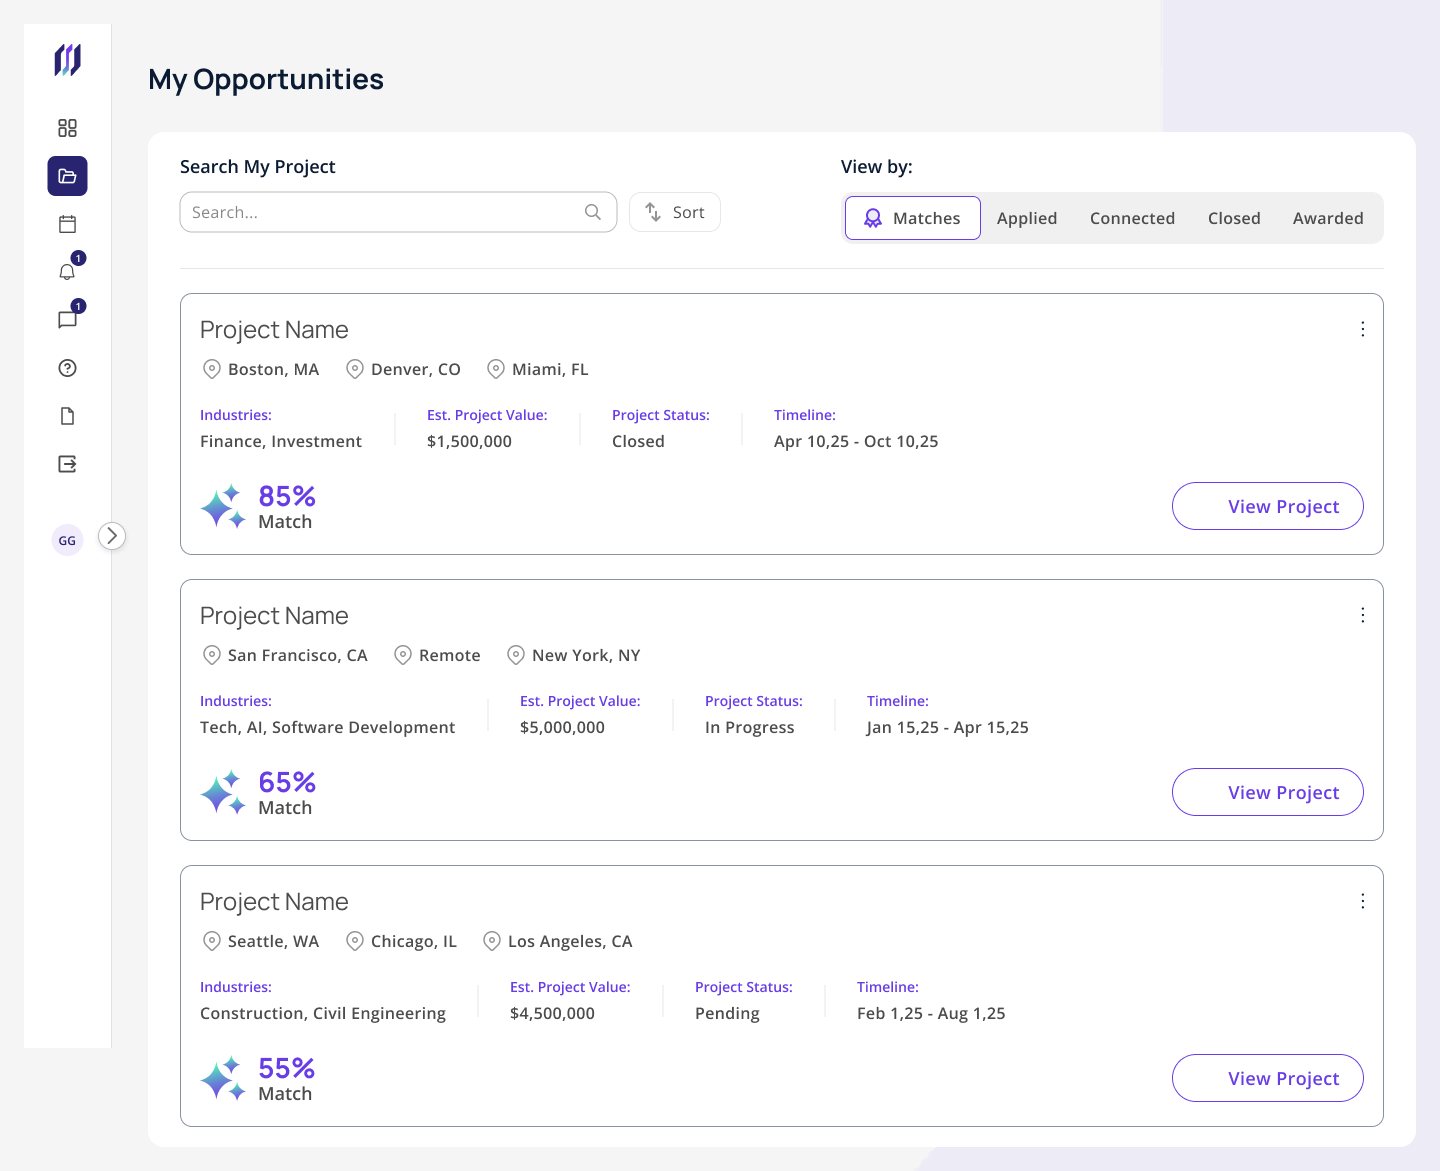 My Opportunities
Search My Project
View by:
Search...
Sort
Matches
Applied
Connected
Closed
Awarded
1
1
GG
Project Name
Boston, MA
Denver, CO
Miami, FL
Industries:
Est. Project Value:
Project Status:
Timeline:
Finance, Investment
$1,500,000
Closed
Apr 10,25 - Oct 10,25
85%
Match
View Project
Project Name
San Francisco, CA
Remote
New York, NY
Industries:
Est. Project Value:
Project Status:
Timeline:
Tech, AI, Software Development
$5,000,000
In Progress
Jan 15,25 - Apr 15,25
65%
Match
View Project
Project Name
Seattle, WA
Chicago, IL
Los Angeles, CA
Industries:
Est. Project Value:
Project Status:
Timeline:
Construction, Civil Engineering
$4,500,000
Pending
Feb 1,25 - Aug 1,25
55%
Match
View Project